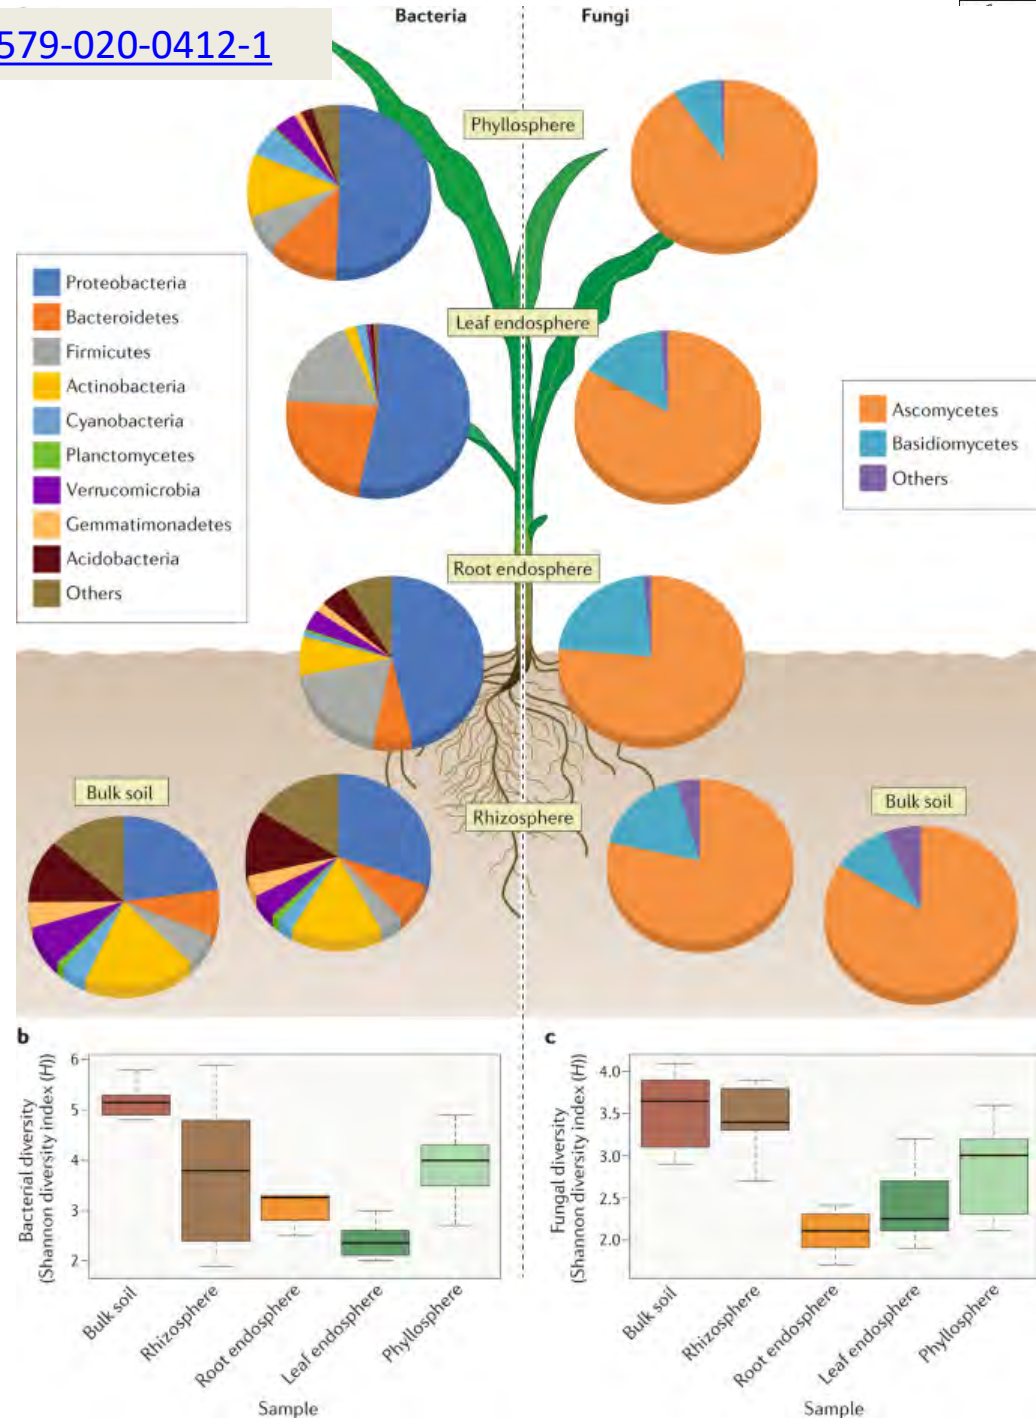 Bacteria
Fungi
579-020-0412-1
Phyllosphere
Proteobacteria
Bacteroidetes
Firmicutes
Actinobacteria
Cyanobacteria
Planctomycetes
Verrucomicrobia
Gemmatimonadetes
Acidobacteria
Others
Leaf endosphere
Ascomycetes
Basidiomycetes
Others
Root endosphere
Bulk soil
Rhizosphere
Bulk soil
b
Bacterial diversity
(Shannon diversity index (H))
6
5
4
3
2
Bulk soil
Rhizosphere
Root endosphere
Leaf endosphere
Phyllosphere
Sample
c
Fungal diversity
(Shannon diversity index (H))
4.0
3.5
3.0
2.5
2.0
Bulk soil
Rhizosphere
Root endosphere
Leaf endosphere
Phyllosphere
Sample